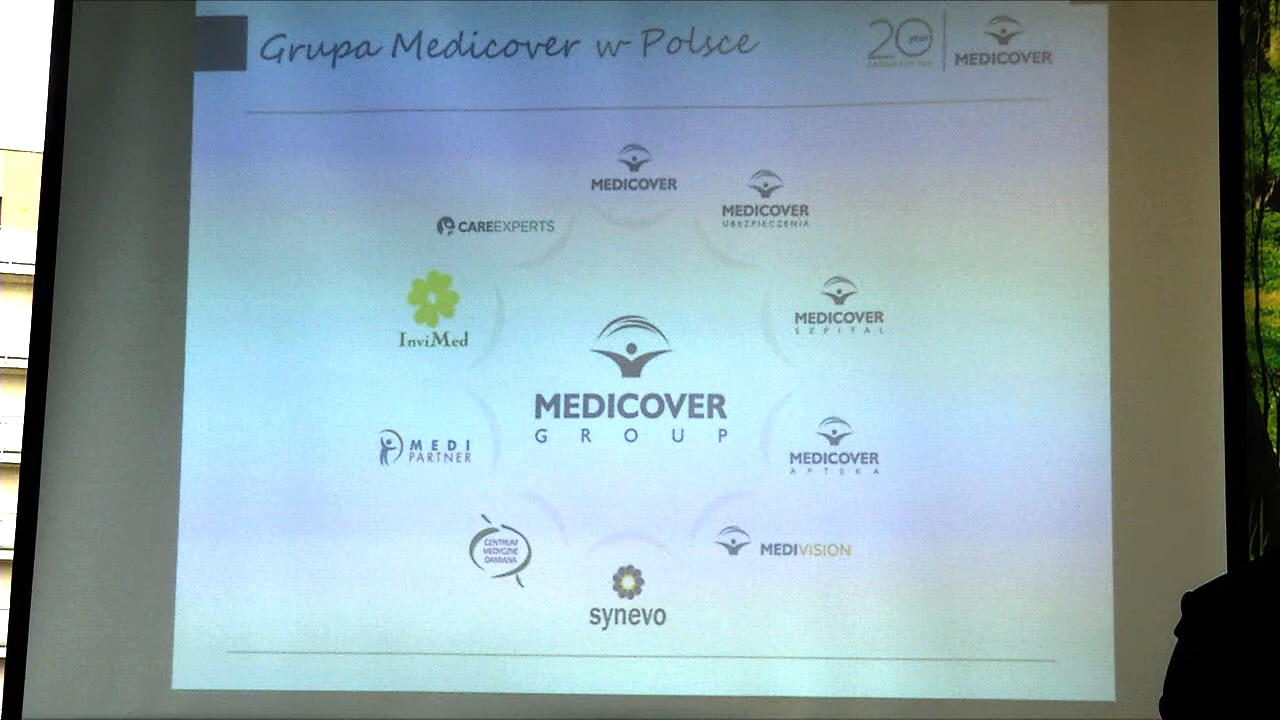 Grupa Medicover w Polsce
20 years
MEDICOVER
MEDICOVER
MEDICOVER
UBEZPIECZENIA
CAREEXPERTS
MEDICOVER
SZPITAL
InviMed
MEDICOVER
GROUP
MEDI
PARTNER
MEDICOVER
APTEKA
CENTRUM
MEDYCZNE
DAMIANA
MEDIVISION
synevo